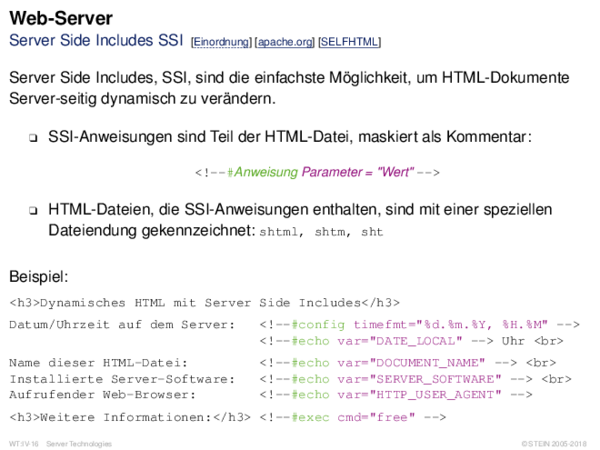 Web-Server
Server Side Includes SSI [Einordnung] [apache.org] [SELFHTML]
Server Side Includes, SSI, sind die einfachste Möglichkeit, um HTML-Dokumente
Server-seitig dynamisch zu verändern.
❑ SSI-Anweisungen sind Teil der HTML-Datei, maskiert als Kommentar:
<!--#Anweisung Parameter = "Wert" -->
❑ HTML-Dateien, die SSI-Anweisungen enthalten, sind mit einer speziellen
Dateiendung gekennzeichnet: shtml, shtm, sht
Beispiel:
<h3>Dynamisches HTML mit Server Side Includes</h3>
Datum/Uhrzeit auf dem Server: <!--#config timefmt="%d.%m.%Y, %H.%M" -->
<!--#echo var="DATE_LOCAL" --> Uhr <br>
Name dieser HTML-Datei: <!--#echo var="DOCUMENT_NAME" --> <br>
Installierte Server-Software: <!--#echo var="SERVER_SOFTWARE" --> <br>
Aufrufender Web-Browser: <!--#echo var="HTTP_USER_AGENT" -->
<h3>Weitere Informationen:</h3> <!--#exec cmd="free" -->
WT:IV-16 Server Technologies ©STEIN 2005-2018